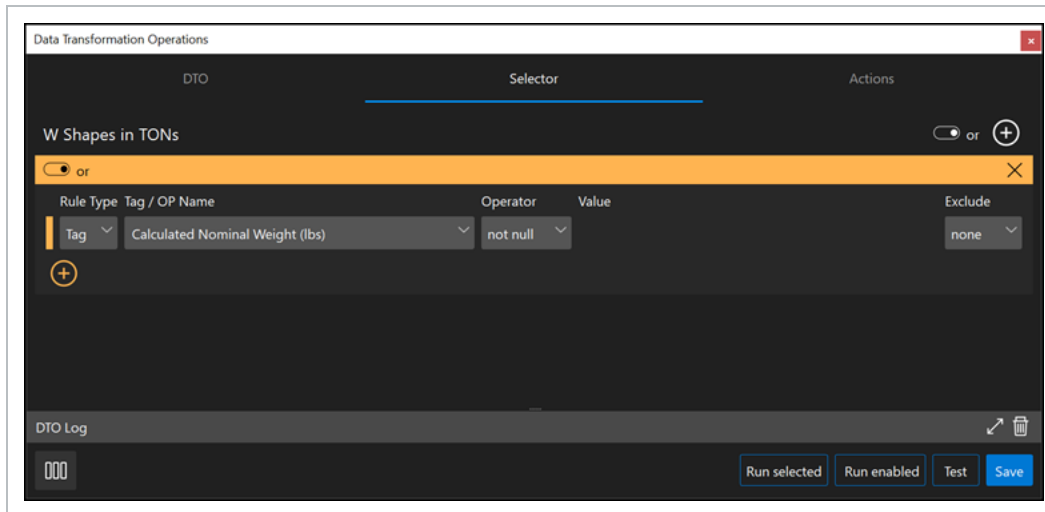 Data Transformation Operations
DTO Selector Actions
W Shapes in TONs or
or
Rule Type Tag / OP Name Operator Value Exclude
Tag Calculated Nominal Weight (lbs) not null none
DTO Log
Run selected Run enabled Test Save